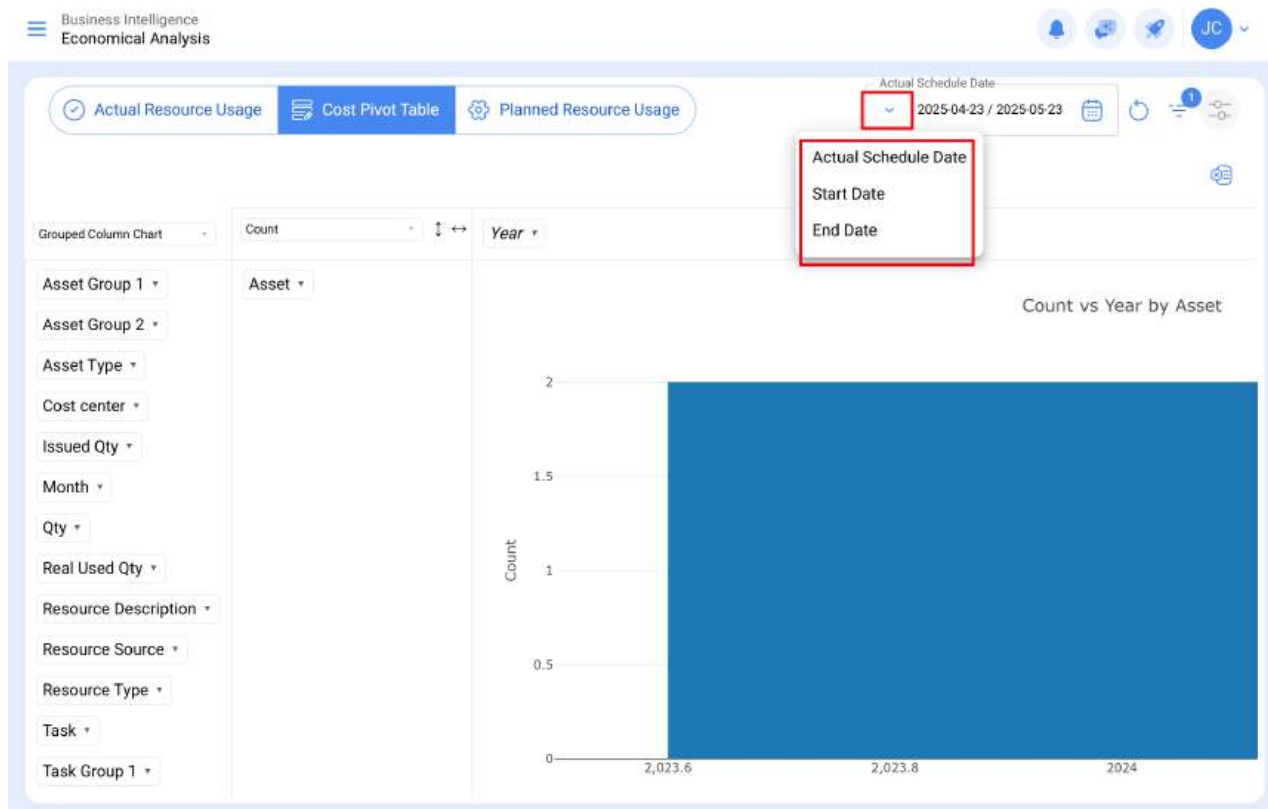 Business Intelligence
Economical Analysis
JC
Actual Resource Usage
Cost Pivot Table
Planned Resource Usage
Actual Schedule Date
2025-04-23 / 2025-05-23
1
Actual Schedule Date
Start Date
End Date
Grouped Column Chart
Count
Year
Asset Group 1
Asset
Asset Group 2
Asset Type
Cost center
Issued Qty
Month
Qty
Real Used Qty
Resource Description
Resource Source
Resource Type
Task
Task Group 1
Count vs Year by Asset
2
1.5
1
0.5
0
Count
2,023.6
2,023.8
2024